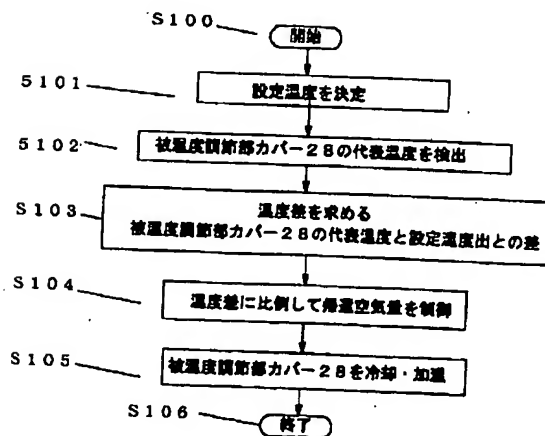 S100
開始
5101
設定温度を決定
5102
被温度調節部カバー28の代表温度を検出
S103
温度差を求める
被温度調節部カバー28の代表温度と設定温度出との差
S104
温度差に比例して帰還空気量を制御
S105
被温度調節部カバー28を冷却・加温
S106
終了